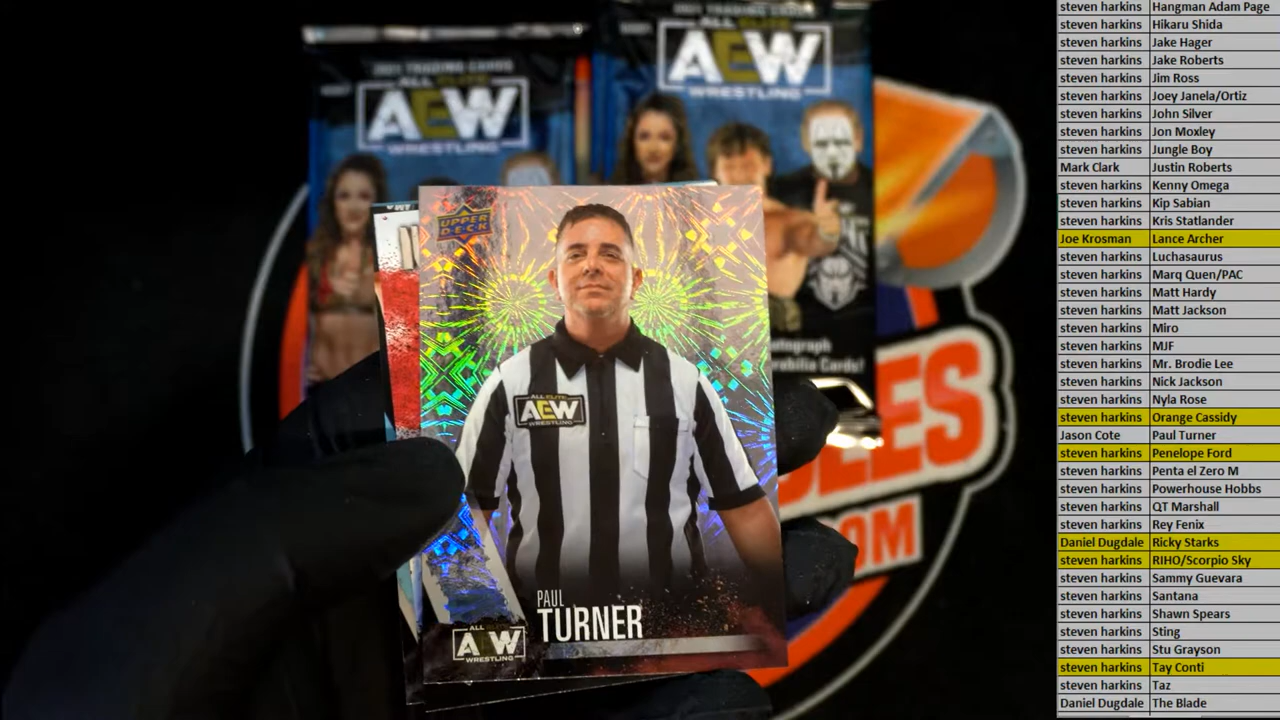 2021 TRADING CARDS
ALL ELITE
AEW
WRESTLING
2021 TRADING CARDS
ALL ELITE
AEW
WRESTLING
UPPER
DECK
ALL ELITE
AEW
WRESTLING
PAUL
TURNER
ALL ELITE
AEW
WRESTLING
OM
steven harkins Hangman Adam Page
steven harkins Hikaru Shida
steven harkins Jake Hager
steven harkins Jake Roberts
steven harkins Jim Ross
steven harkins Joey Janela/Ortiz
steven harkins John Silver
steven harkins Jon Moxley
steven harkins Jungle Boy
Mark Clark Justin Roberts
steven harkins Kenny Omega
steven harkins Kip Sabian
steven harkins Kris Statlander
Joe Krosman Lance Archer
steven harkins Luchasaurus
steven harkins Marq Quen/PAC
steven harkins Matt Hardy
steven harkins Matt Jackson
steven harkins Miro
steven harkins MJF
steven harkins Mr. Brodie Lee
steven harkins Nick Jackson
steven harkins Nyla Rose
steven harkins Orange Cassidy
Jason Cote Paul Turner
steven harkins Penelope Ford
steven harkins Penta el Zero M
steven harkins Powerhouse Hobbs
steven harkins QT Marshall
steven harkins Rey Fenix
Daniel Dugdale Ricky Starks
steven harkins RIHO/Scorpio Sky
steven harkins Sammy Guevara
steven harkins Santana
steven harkins Shawn Spears
steven harkins Sting
steven harkins Stu Grayson
steven harkins Tay Conti
steven harkins Taz
Daniel Dugdale The Blade